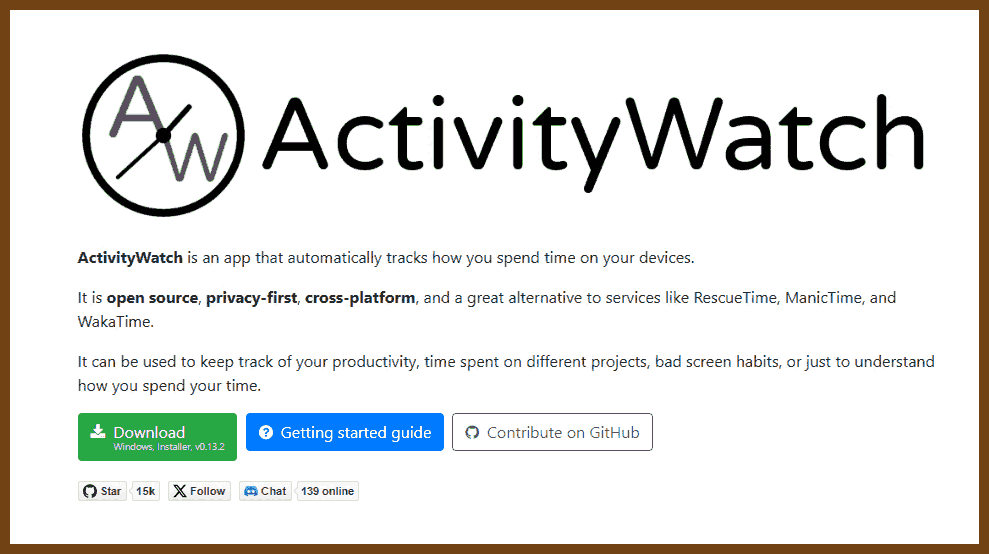 AW ActivityWatch
ActivityWatch is an app that automatically tracks how you spend time on your devices.
It is open source, privacy-first, cross-platform, and a great alternative to services like RescueTime, ManicTime, and
WakaTime.
It can be used to keep track of your productivity, time spent on different projects, bad screen habits, or just to understand
how you spend your time.
Download
Windows, Installer, v0.13.2
Getting started guide
Contribute on GitHub
Star 15k Follow Chat 139 online